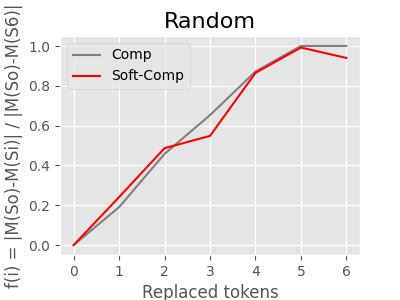 Random
f(i) = |M(So)-M(Si)| / |M(So)-M(S6)|
Comp
Soft-Comp
1.0
0.8
0.6
0.4
0.2
0.0
0 1 2 3 4 5 6
Replaced tokens